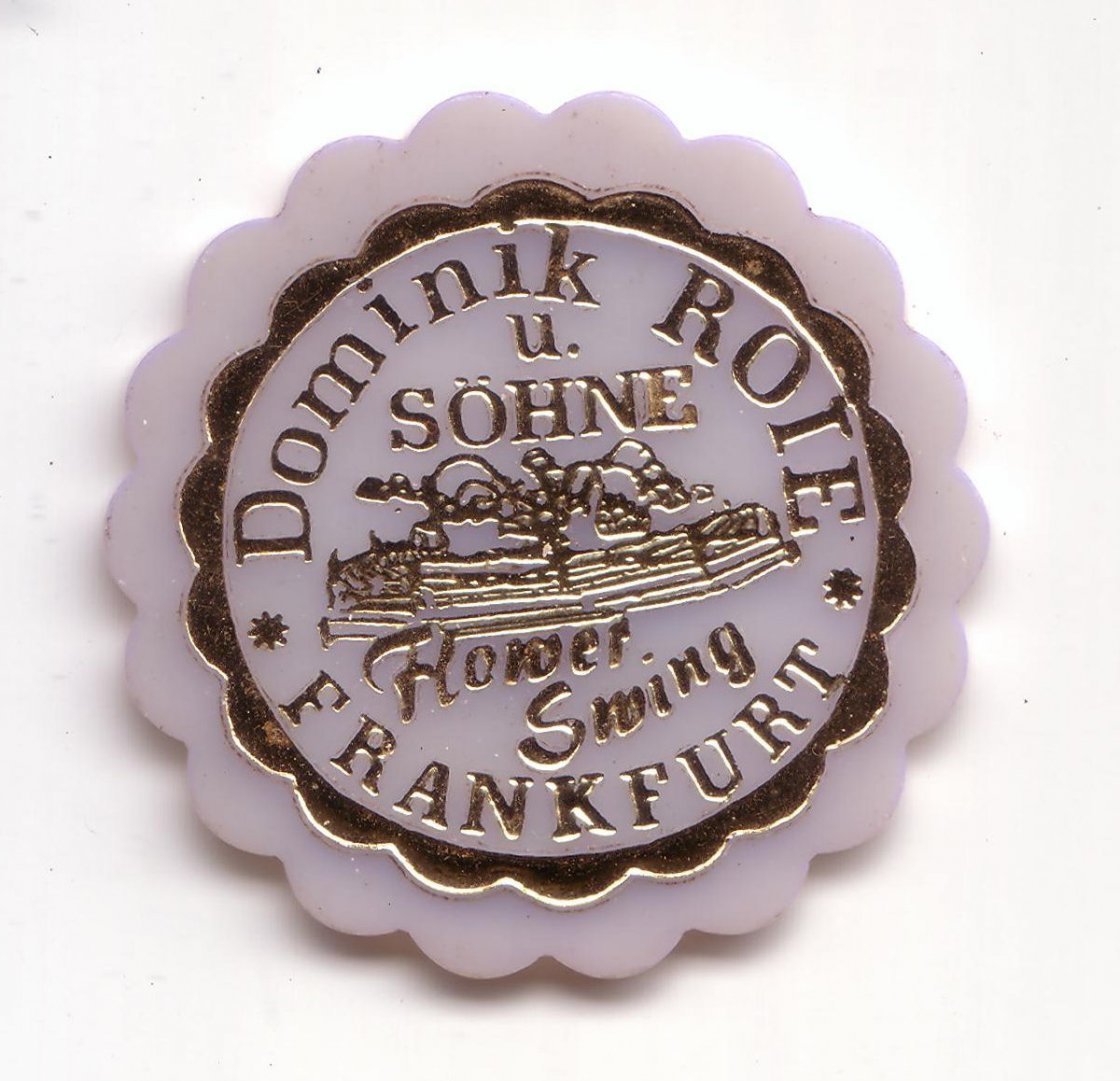 Dominik ROIE
u.
SÖHNE
Flower
Swing
* FRANKFURT *